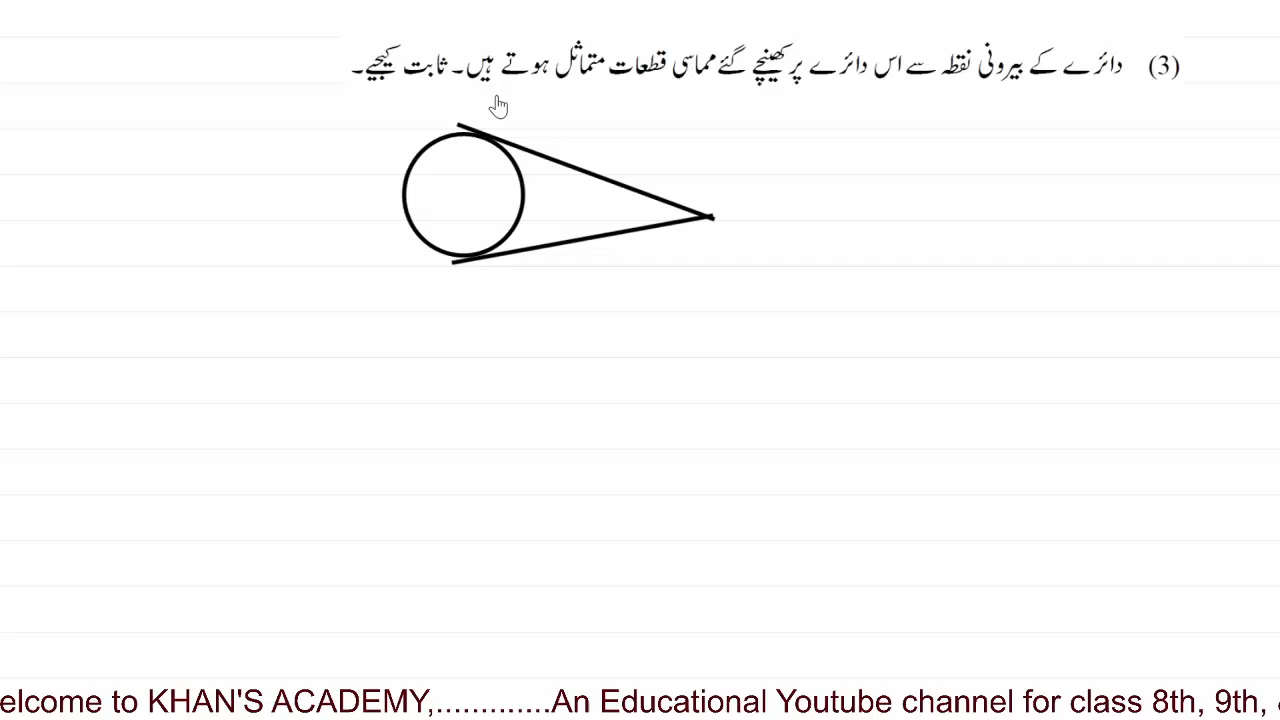 (3) دائرے کے بیرونی نقطہ سے اس دائرے پر کھینچے گئے مماسی قطعات متماثل ہوتے ہیں۔ ثابت کیجیے۔
elcome to KHAN'S ACADEMY,.............An Educational Youtube channel for class 8th, 9th,